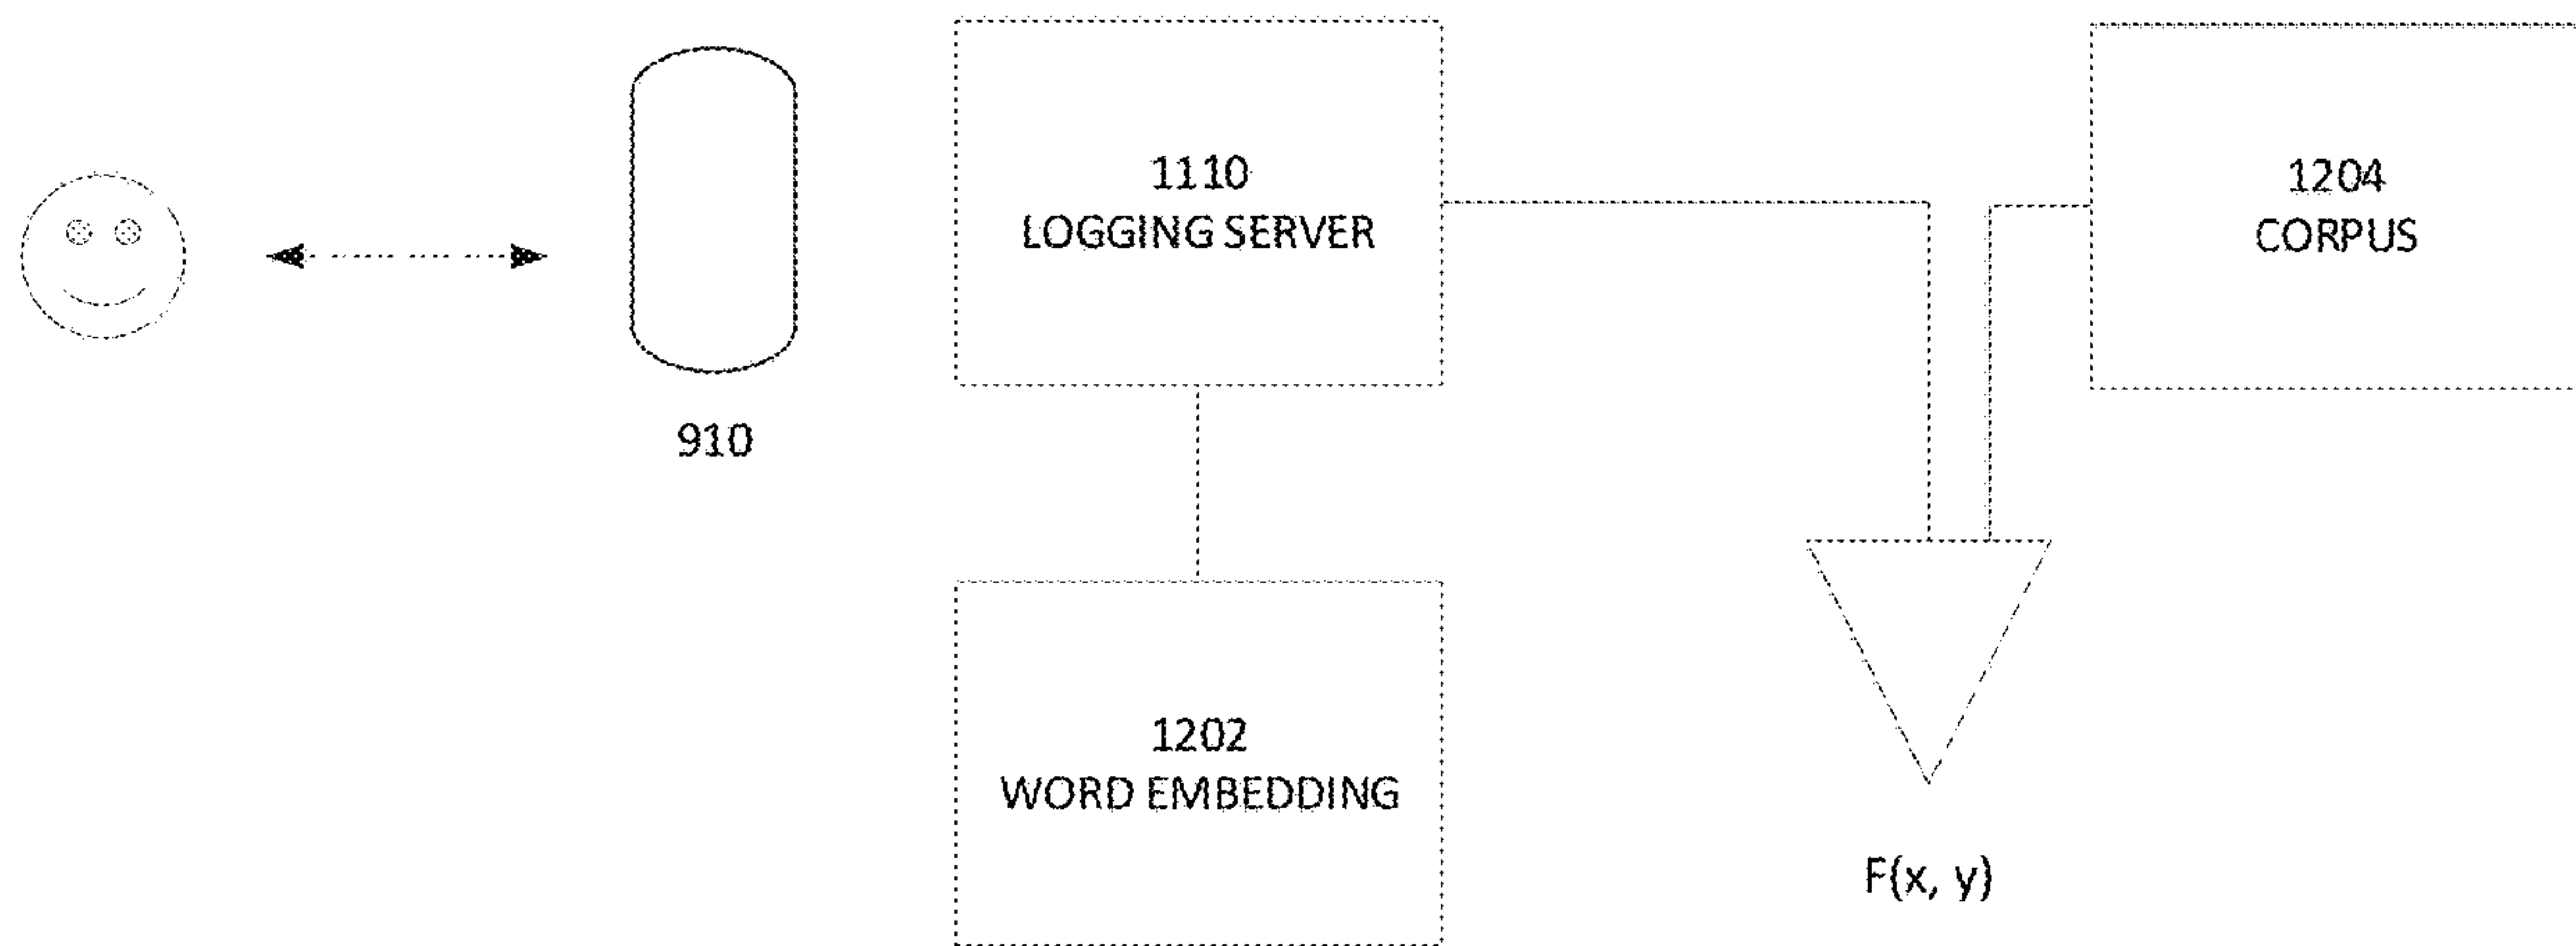 1110
LOGGING SERVER
1204
CORPUS
910
1202
WORD EMBEDDING
F(x, y)